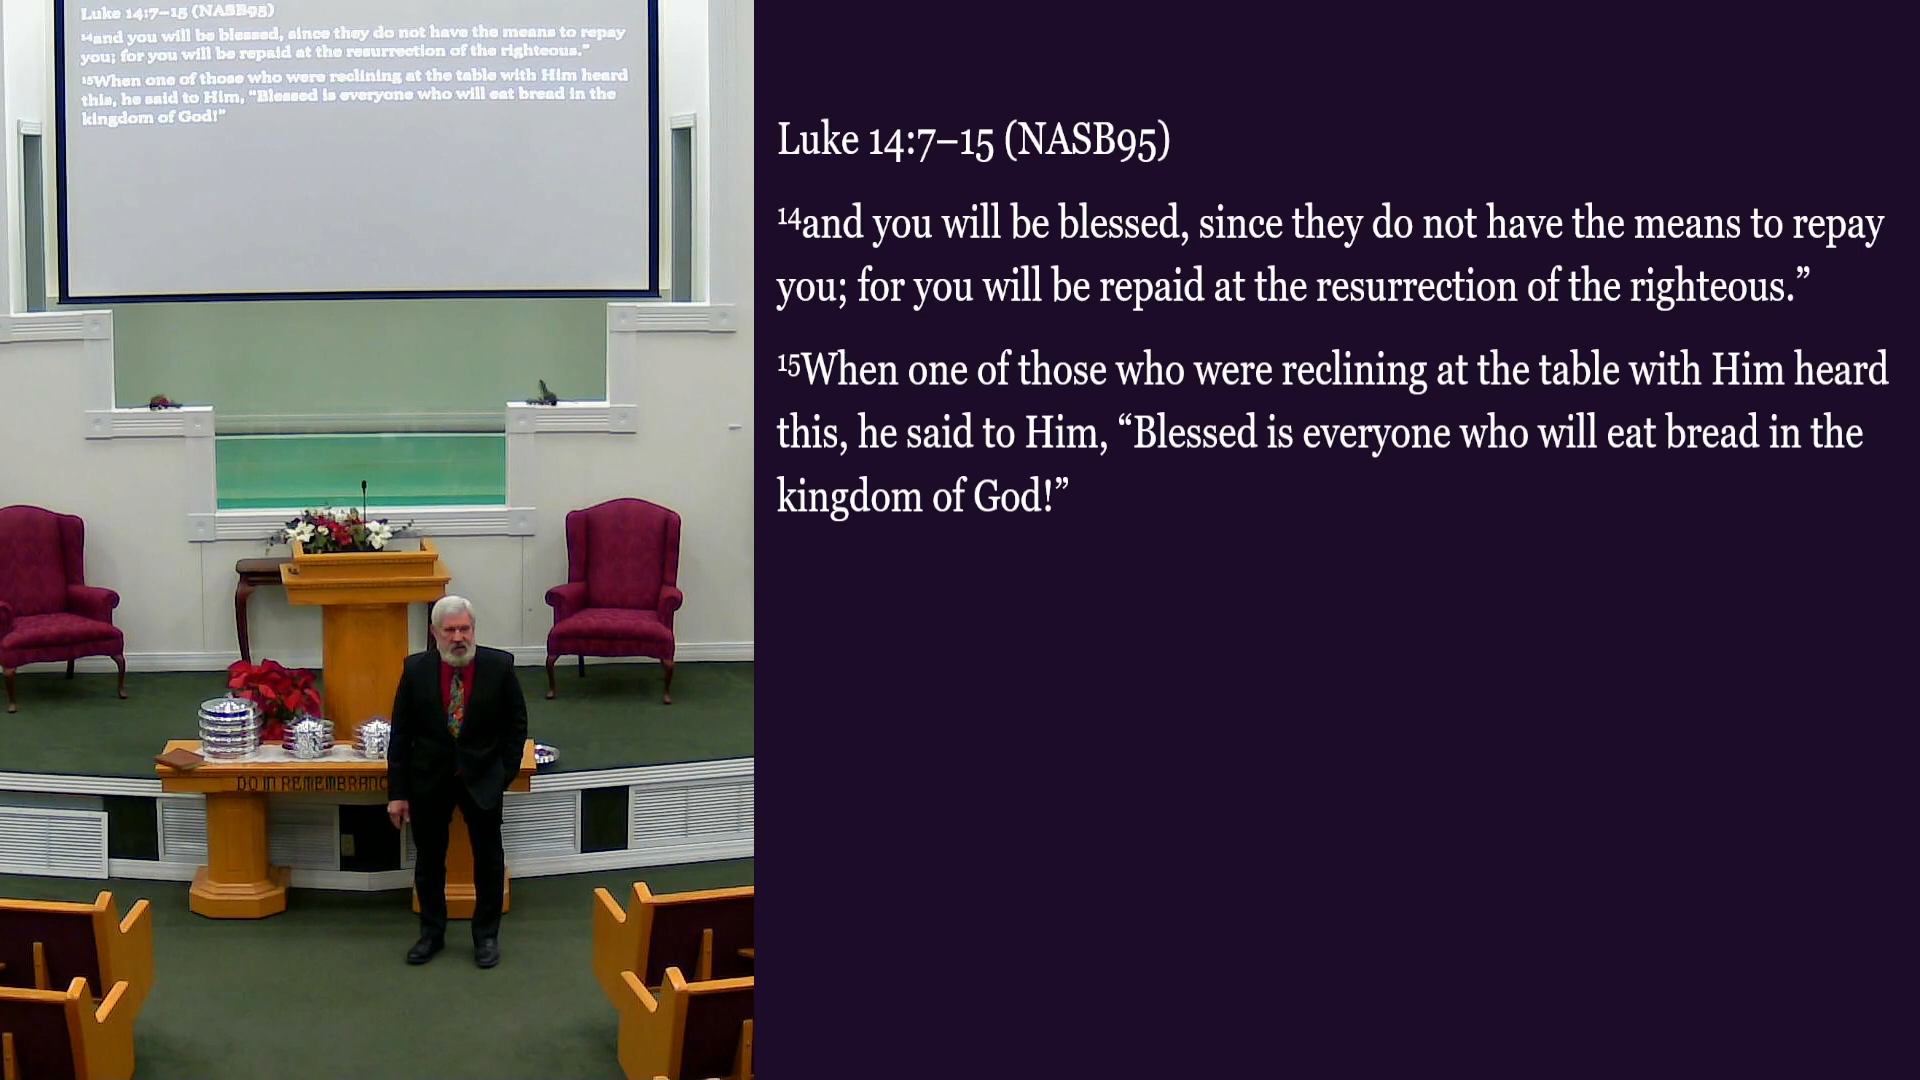 Luke 14:7–15 (NASB95)
14and you will be blessed, since they do not have the means to repay
you; for you will be repaid at the resurrection of the righteous.”
15When one of those who were reclining at the table with Him heard
this, he said to Him, “Blessed is everyone who will eat bread in the
kingdom of God!”
DO IN REMEMBRANC
Luke 14:7–15 (NASB95)
14and you will be blessed, since they do not have the means to repay
you; for you will be repaid at the resurrection of the righteous.”
15When one of those who were reclining at the table with Him heard
this, he said to Him, “Blessed is everyone who will eat bread in the
kingdom of God!”